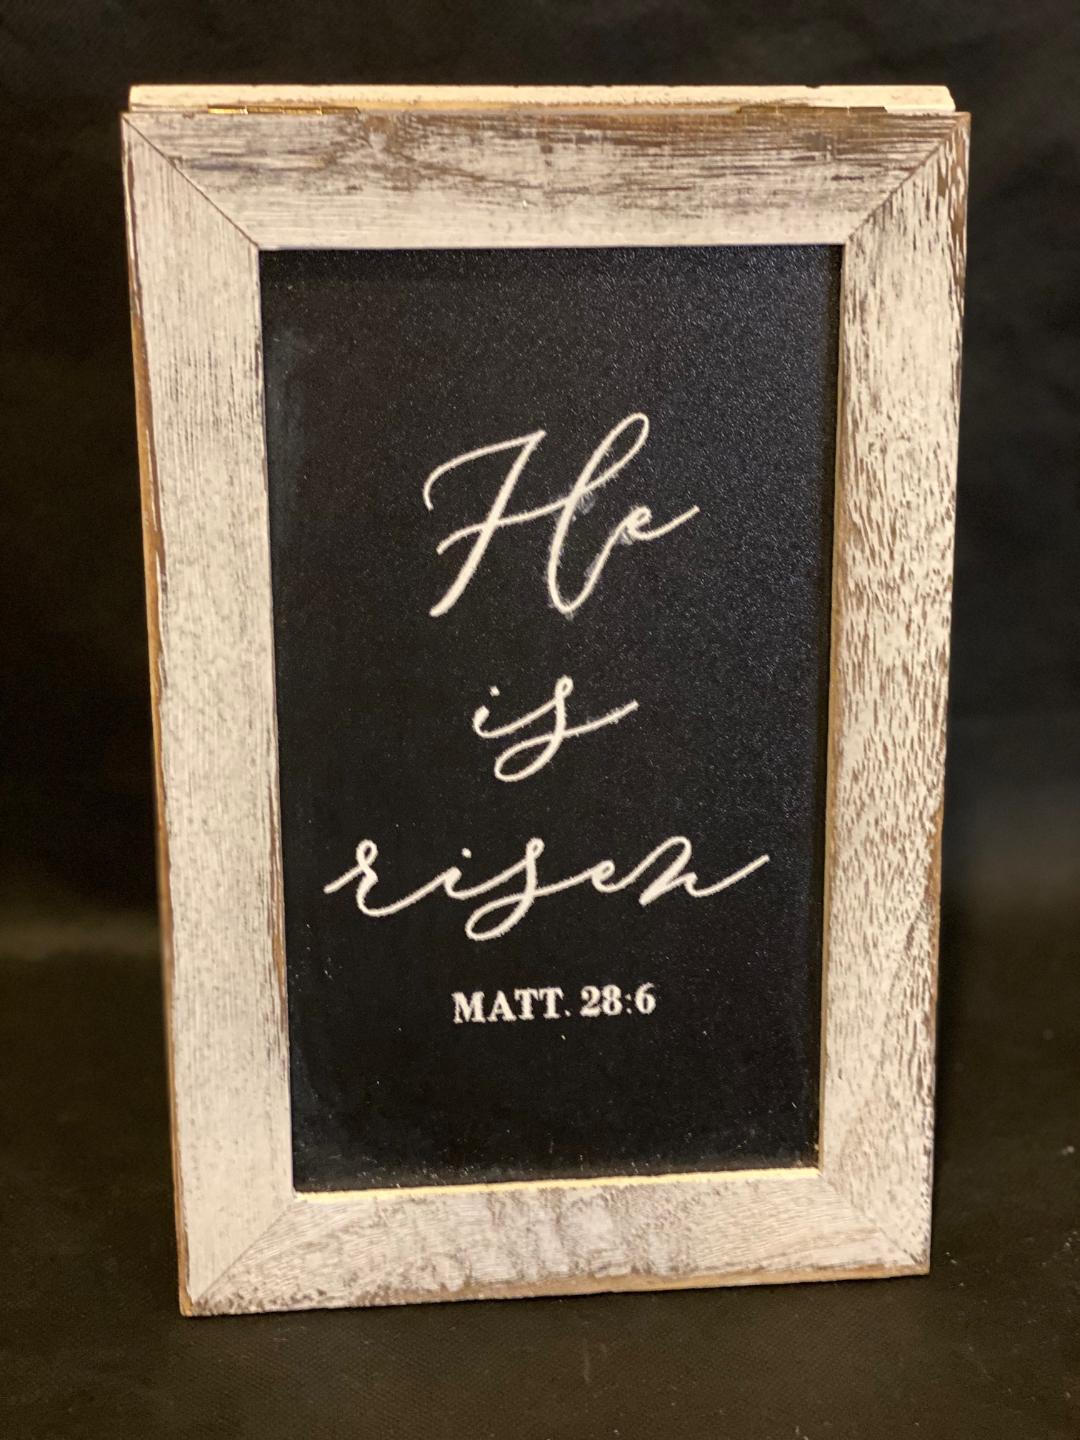 He
is
risen
MATT. 28:6